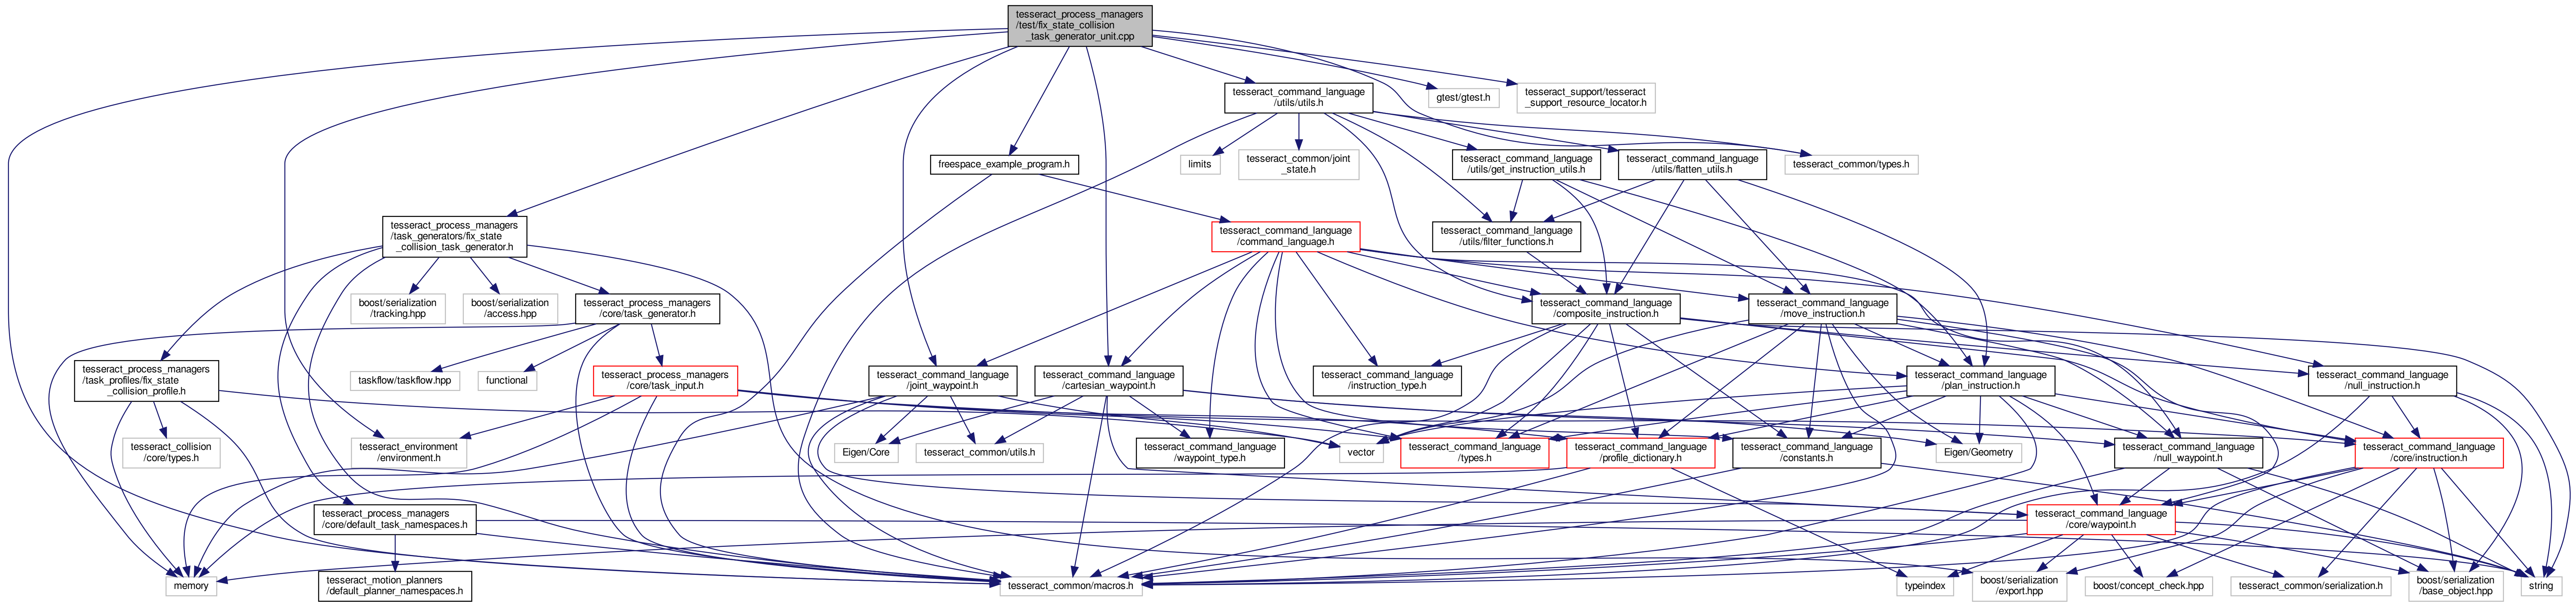 tesseract_process_managers
/test/fix_state_collision
_task_generator_unit.cpp
tesseract_command_language
/utils/utils.h
gtest/gtest.h
tesseract_support/tesseract
_support_resource_locator.h
freespace_example_program.h
limits
tesseract_common/joint
_state.h
tesseract_command_language
/utils/get_instruction_utils.h
tesseract_command_language
/utils/flatten_utils.h
tesseract_common/types.h
tesseract_process_managers
/task_generators/fix_state
_collision_task_generator.h
tesseract_command_language
/command_language.h
tesseract_command_language
/utils/filter_functions.h
boost/serialization
/tracking.hpp
boost/serialization
/access.hpp
tesseract_process_managers
/core/task_generator.h
tesseract_command_language
/composite_instruction.h
tesseract_command_language
/move_instruction.h
tesseract_process_managers
/task_profiles/fix_state
_collision_profile.h
taskflow/taskflow.hpp
functional
tesseract_process_managers
/core/task_input.h
tesseract_command_language
/joint_waypoint.h
tesseract_command_language
/cartesian_waypoint.h
tesseract_command_language
/instruction_type.h
tesseract_command_language
/plan_instruction.h
tesseract_command_language
/null_instruction.h
tesseract_collision
/core/types.h
tesseract_environment
/environment.h
Eigen/Core
tesseract_common/utils.h
tesseract_command_language
/waypoint_type.h
vector
tesseract_command_language
/types.h
tesseract_command_language
/profile_dictionary.h
tesseract_command_language
/constants.h
Eigen/Geometry
tesseract_command_language
/null_waypoint.h
tesseract_command_language
/core/instruction.h
tesseract_process_managers
/core/default_task_namespaces.h
tesseract_command_language
/core/waypoint.h
memory
tesseract_motion_planners
/default_planner_namespaces.h
tesseract_common/macros.h
typeindex
boost/serialization
/export.hpp
boost/concept_check.hpp
tesseract_common/serialization.h
boost/serialization
/base_object.hpp
string